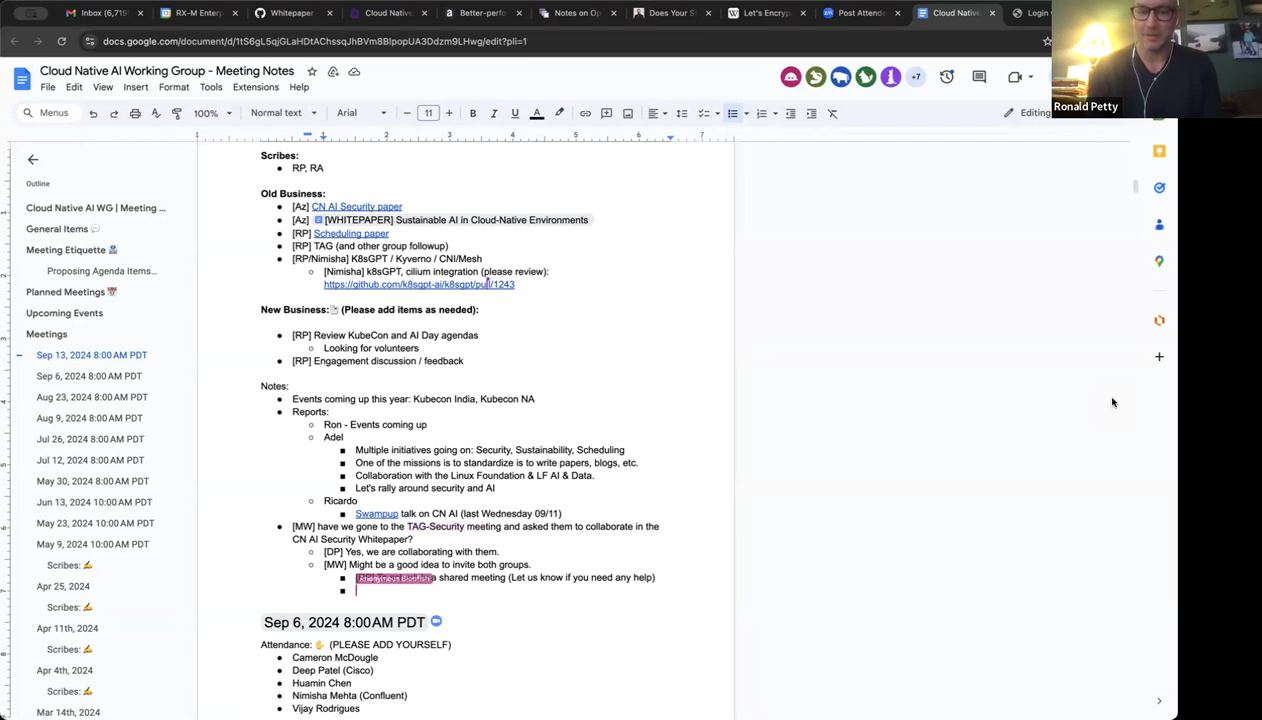 Inbox (6,719
RX-M Enterp
Whitepaper
Cloud Native
Better-perfo
Notes on Op
Does Your S
Let's Encryp
Post Attende
Cloud Nativ
Login
docs.google.com/document/d/1tS6gL5qjGLaHDtAChssqJhBVm8BlpopUA3Ddzm9LHwg/edit?pli=1
Cloud Native AI Working Group - Meeting Notes
File Edit View Insert Format Tools Extensions Help
+7
Ronald Petty
Menus
100%
Normal text
Arial
11
B I U A
Editing
1 1 2 3 4 5 6 7
Outline
Cloud Native AI WG | Meeting ...
General Items 💬
Meeting Etiquette
Proposing Agenda Items...
Planned Meetings 📅
Upcoming Events
Meetings
Sep 13, 2024 8:00 AM PDT
Sep 6, 2024 8:00 AM PDT
Aug 23, 2024 8:00 AM PDT
Aug 9, 2024 8:00 AM PDT
Jul 26, 2024 8:00 AM PDT
Jul 12, 2024 8:00 AM PDT
May 30, 2024 8:00 AM PDT
Jun 13, 2024 10:00 AM PDT
May 23, 2024 10:00 AM PDT
May 9, 2024 10:00 AM PDT
Scribes: ✍️
Apr 25, 2024
Scribes: ✍️
Apr 11th, 2024
Scribes: ✍️
Apr 4th, 2024
Scribes: ✍️
Mar 14th, 2024
Scribes:
● RP, RA
Old Business:
● [Az] CN AI Security paper
● [Az] [WHITEPAPER] Sustainable AI in Cloud-Native Environments
● [RP] Scheduling paper
● [RP] TAG (and other group followup)
● [RP/Nimisha] K8sGPT / Kyverno / CNI/Mesh
○ [Nimisha] k8sGPT, cilium integration (please review):
https://github.com/k8sgpt-ai/k8sgpt/pull/1243
New Business: (Please add items as needed):
● [RP] Review KubeCon and AI Day agendas
○ Looking for volunteers
● [RP] Engagement discussion / feedback
Notes:
● Events coming up this year: Kubecon India, Kubecon NA
● Reports:
○ Ron - Events coming up
○ Adel
■ Multiple initiatives going on: Security, Sustainability, Scheduling
■ One of the missions is to standardize is to write papers, blogs, etc.
■ Collaboration with the Linux Foundation & LF AI & Data.
■ Let's rally around security and AI
○ Ricardo
■ Swampup talk on CN AI (last Wednesday 09/11)
● [MW] have we gone to the TAG-Security meeting and asked them to collaborate in the
CN AI Security Whitepaper?
○ [DP] Yes, we are collaborating with them.
○ [MW] Might be a good idea to invite both groups.
■ a shared meeting (Let us know if you need any help)
■
Sep 6, 2024 8:00 AM PDT
Attendance: ✋ (PLEASE ADD YOURSELF)
● Cameron McDougle
● Deep Patel (Cisco)
● Huamin Chen
● Nimisha Mehta (Confluent)
● Vijay Rodrigues